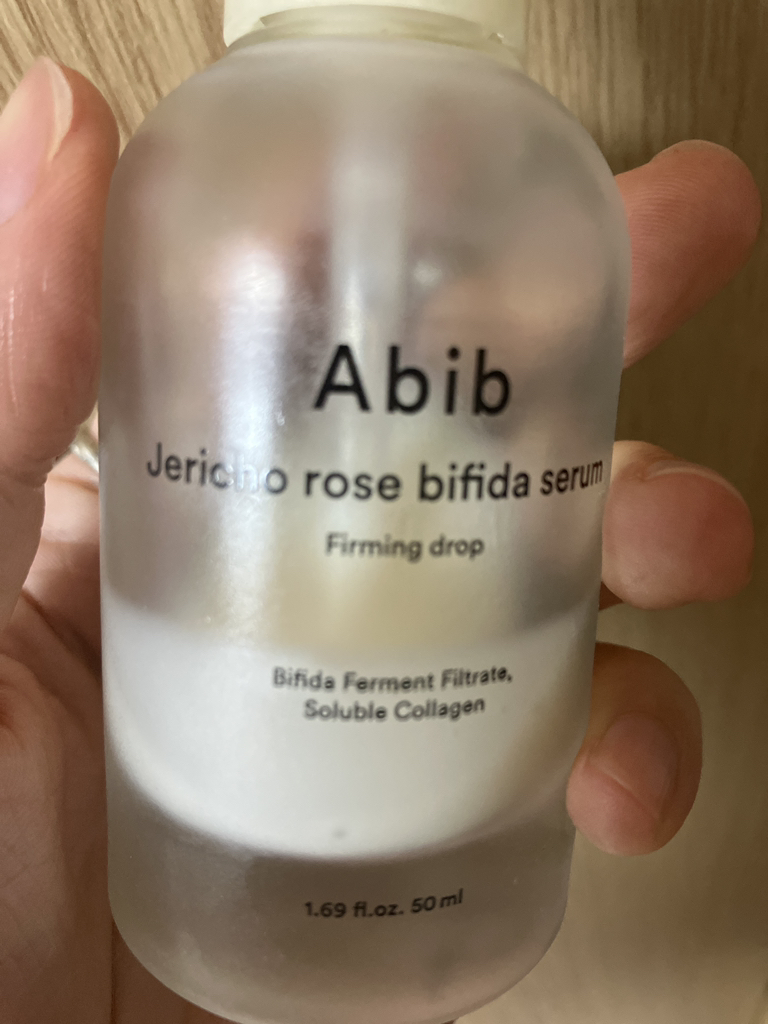 Abib
Jericho rose bifida serum
Firming drop
Bifida Ferment Filtrate,
Soluble Collagen
1.69 fl.oz. 50 ml